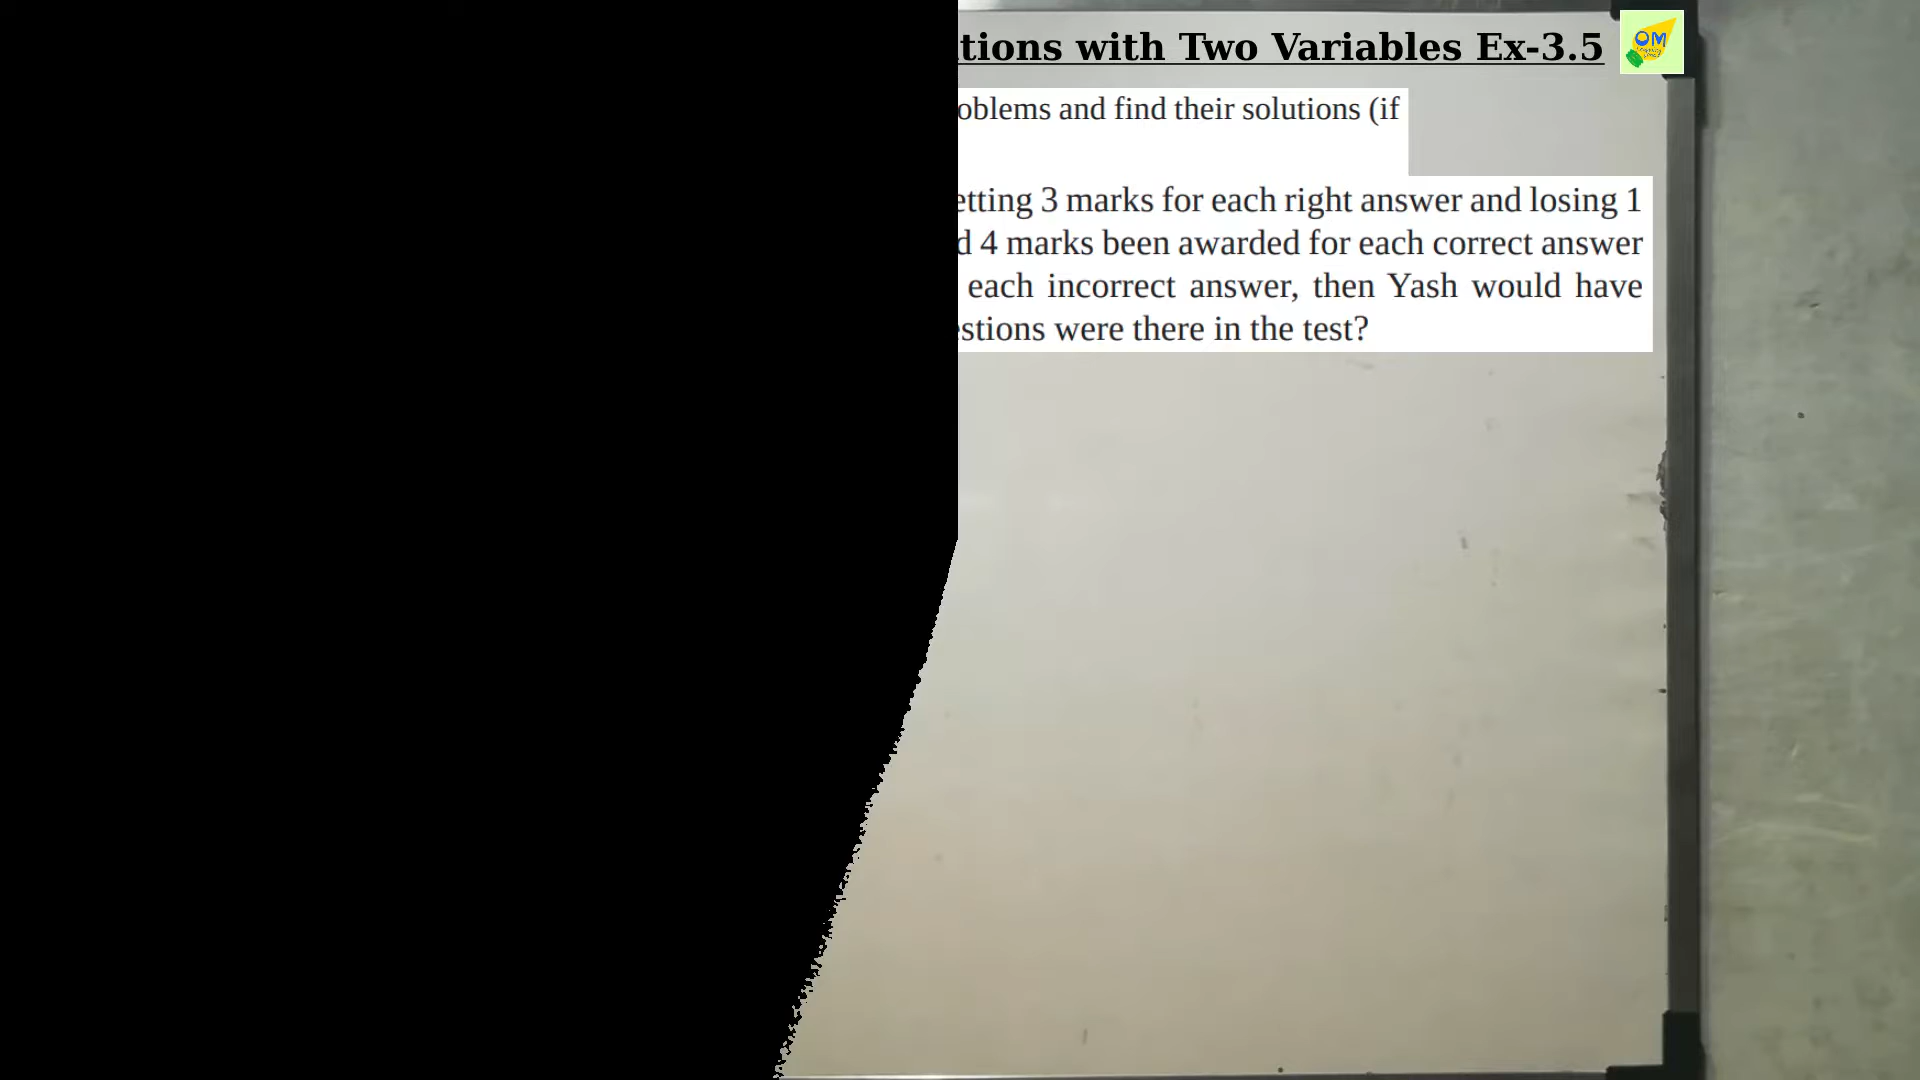 tions with Two Variables Ex-3.5
OM
oblems and find their solutions (if
etting 3 marks for each right answer and losing 1
d 4 marks been awarded for each correct answer
each incorrect answer, then Yash would have
estions were there in the test?